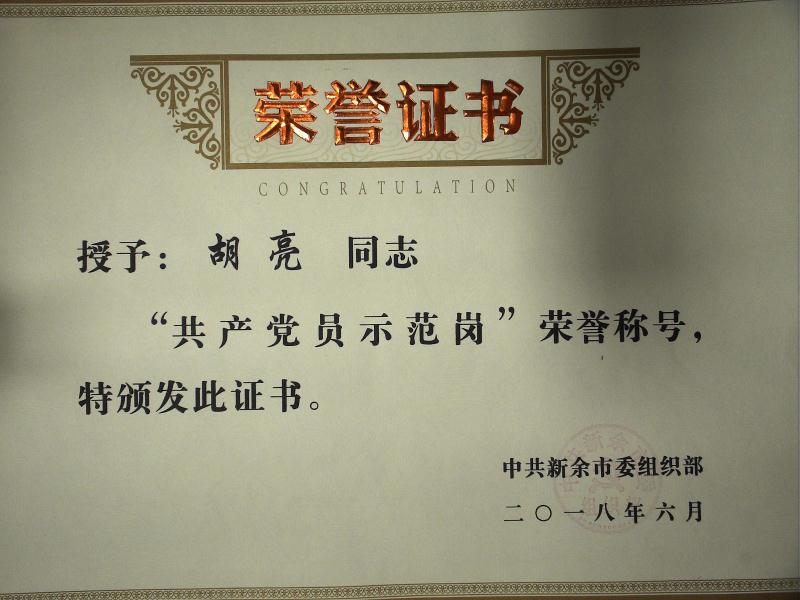 荣誉证书
CONGRATULATION
授予：胡亮 同志
“共产党员示范岗”荣誉称号，
特颁发此证书。
中共新余市委组织部
二〇一八年六月